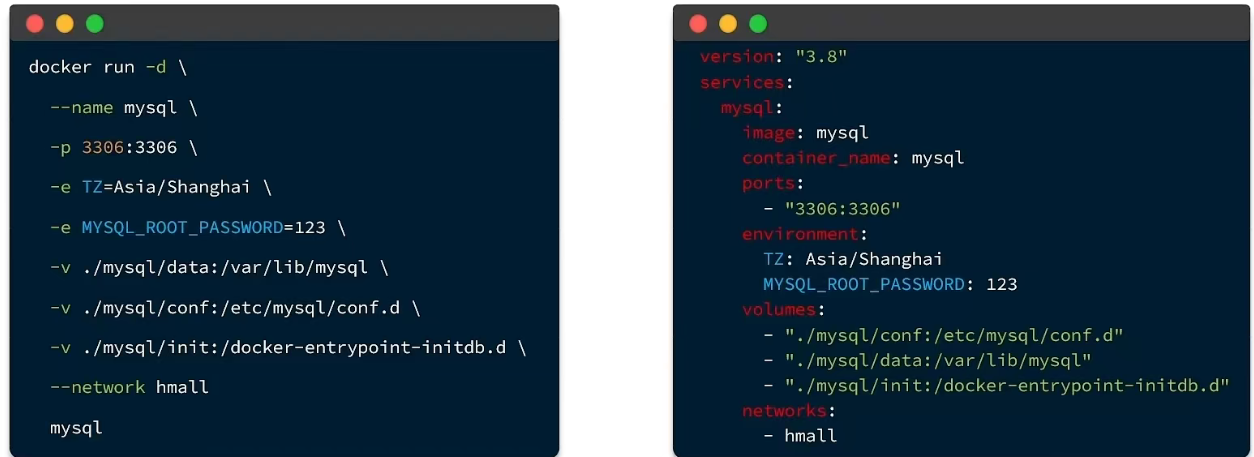 docker run -d \
  --name mysql \
  -p 3306:3306 \
  -e TZ=Asia/Shanghai \
  -e MYSQL_ROOT_PASSWORD=123 \
  -v ./mysql/data:/var/lib/mysql \
  -v ./mysql/conf:/etc/mysql/conf.d \
  -v ./mysql/init:/docker-entrypoint-initdb.d \
  --network hmall
  mysql
version: "3.8"
services:
  mysql:
    image: mysql
    container_name: mysql
    ports:
      - "3306:3306"
    environment:
      TZ: Asia/Shanghai
      MYSQL_ROOT_PASSWORD: 123
    volumes:
      - "./mysql/conf:/etc/mysql/conf.d"
      - "./mysql/data:/var/lib/mysql"
      - "./mysql/init:/docker-entrypoint-initdb.d"
    networks:
      - hmall